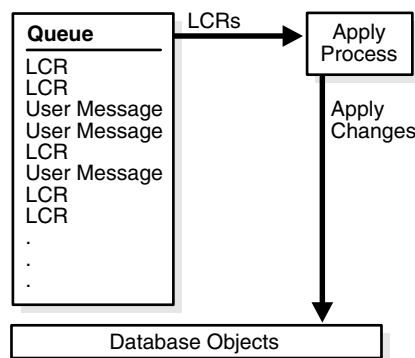 Queue
LCR
LCR
User Message
User Message
LCR
User Message
LCR
LCR
.
.
.
LCRs
Apply
Process
Apply
Changes
Database Objects